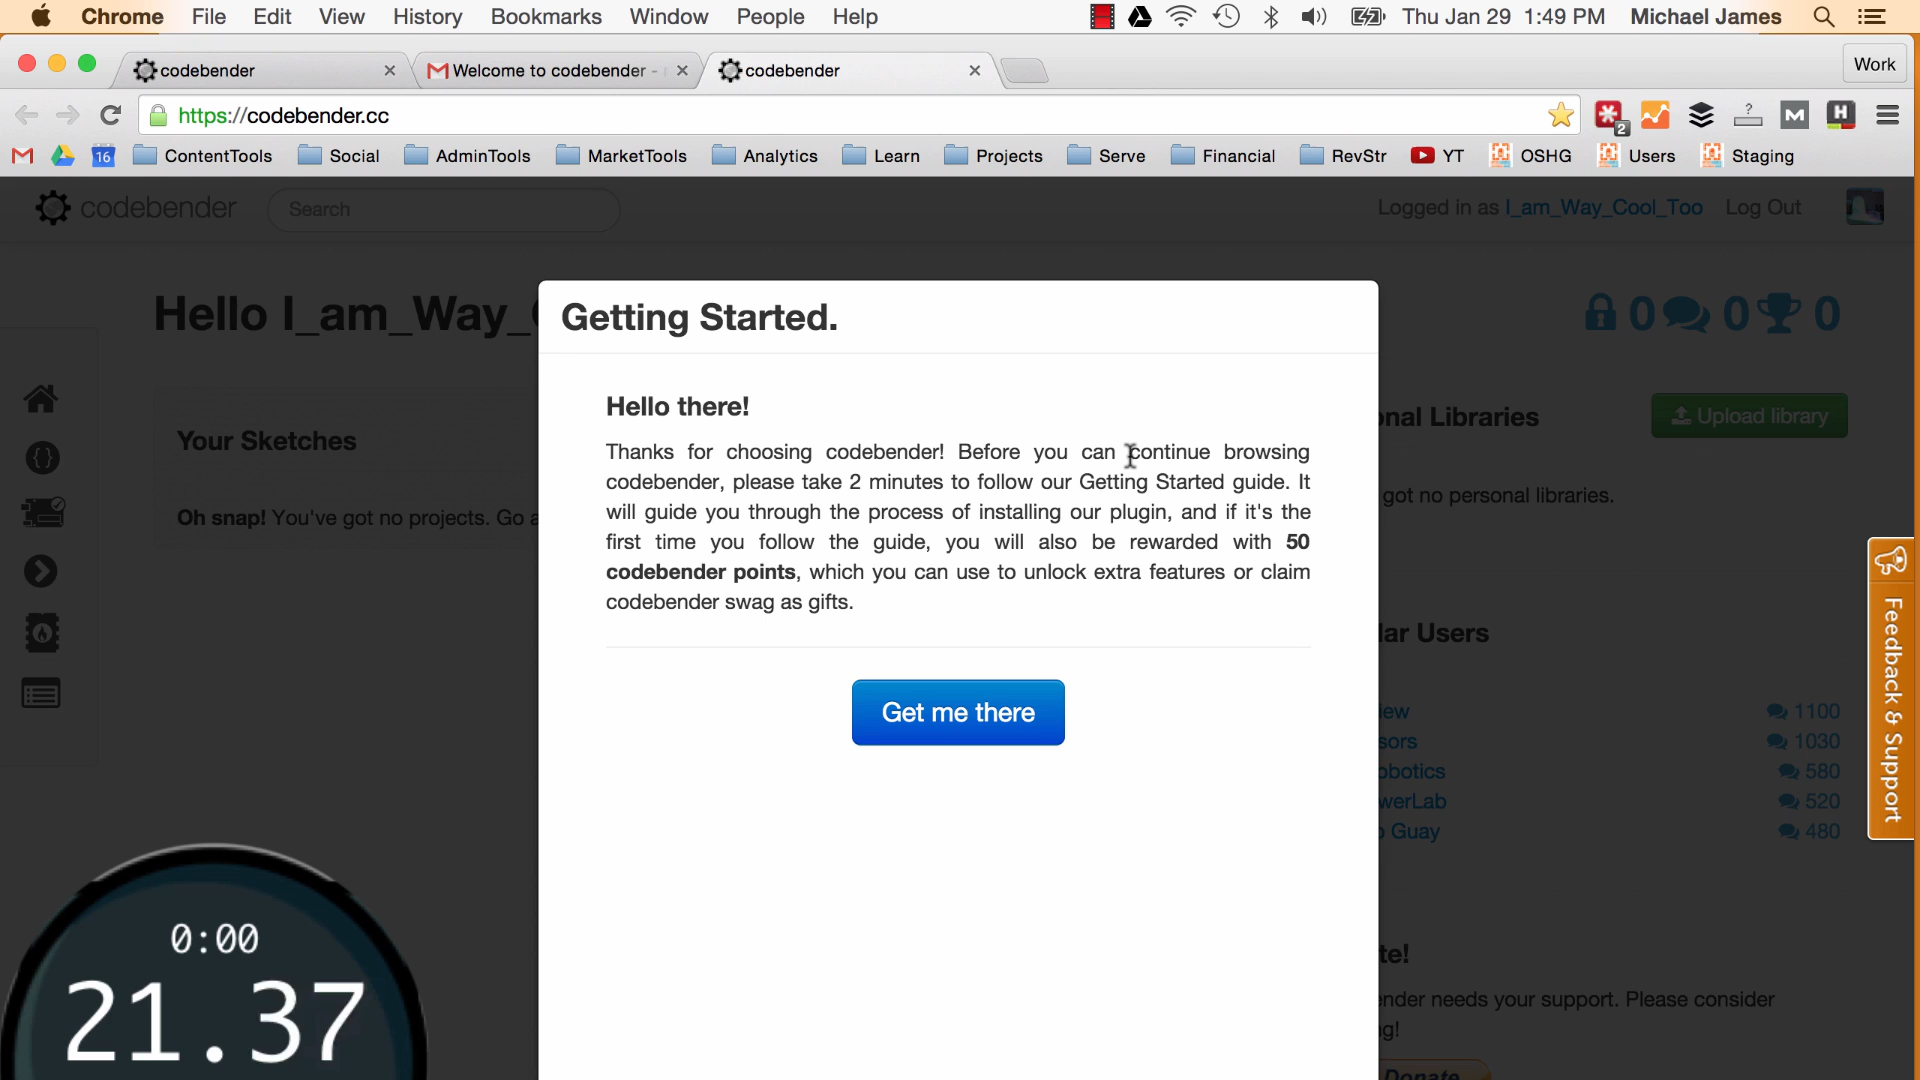 Chrome File Edit View History Bookmarks Window People Help Thu Jan 29 1:49 PM Michael James
codebender Welcome to codebender - codebender Work
https://codebender.cc 2 ? M H
16 ContentTools Social AdminTools MarketTools Analytics Learn Projects Serve Financial RevStr YT OSHG Users Staging
codebender Search Logged in as I_am_Way_Cool_Too Log Out
Hello I_am_Way_ 0 0 0
Getting Started.
Hello there!
Thanks for choosing codebender! Before you can continue browsing
codebender, please take 2 minutes to follow our Getting Started guide. It
will guide you through the process of installing our plugin, and if it's the
first time you follow the guide, you will also be rewarded with 50
codebender points, which you can use to unlock extra features or claim
codebender swag as gifts.
Get me there
Your Sketches
Oh snap! You've got no projects. Go a
onal Libraries Upload library
got no personal libraries.
lar Users
iew 1100
sors 1030
obotics 580
werLab 520
o Guay 480
te!
ender needs your support. Please consider
g!
Donate
Feedback & Support
0:00
21.37